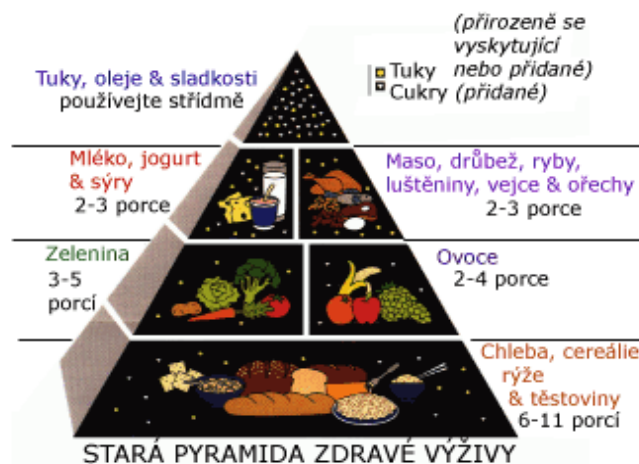 Tuky, oleje & sladkosti
používejte střídmě
Tuky
Cukry
(přirozeně se
vyskytující
nebo přidané)
(přidané)
Mléko, jogurt
& sýry
2-3 porce
Maso, drůbež, ryby,
luštěniny, vejce & ořechy
2-3 porce
Zelenina
3-5
porcí
Ovoce
2-4 porce
Chleba, cereálie
rýže
& těstoviny
6-11 porcí
STARÁ PYRAMIDA ZDRAVÉ VÝŽIVY